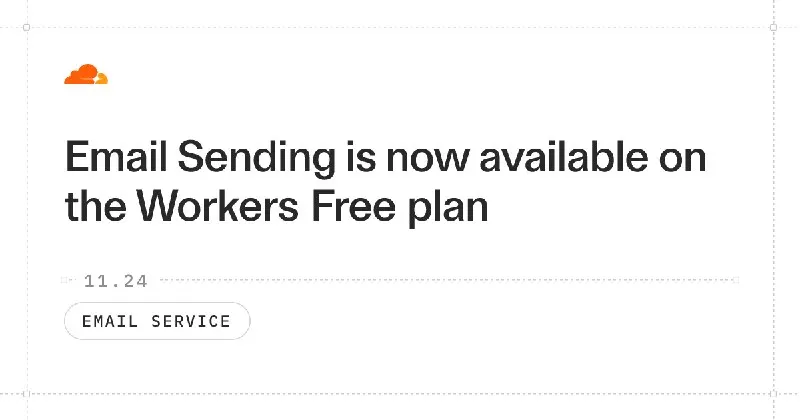 Email Sending is now available on
the Workers Free plan
11.24
EMAIL SERVICE